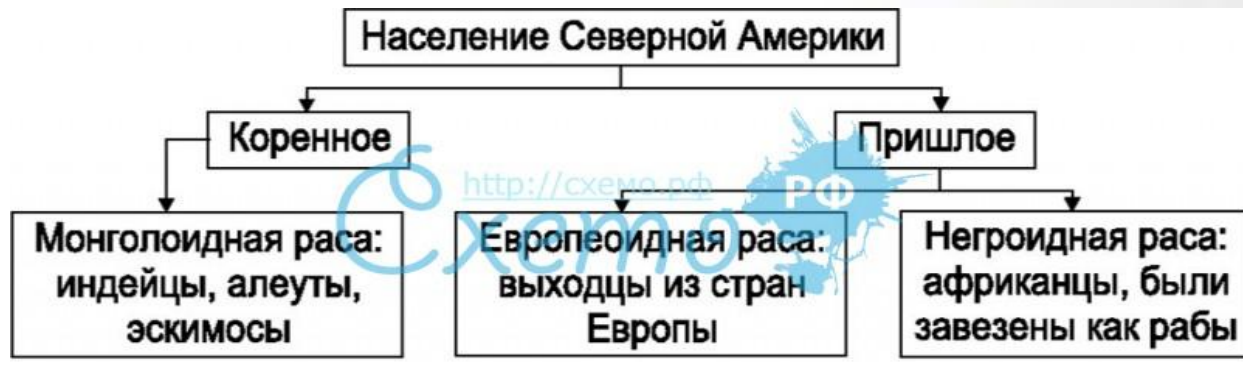 Население Северной Америки
Коренное
Пришлое
http://схемо.рф
Схемо
РФ
Монголоидная раса:
индейцы, алеуты,
эскимосы
Европеоидная раса:
выходцы из стран
Европы
Негроидная раса:
африканцы, были
завезены как рабы